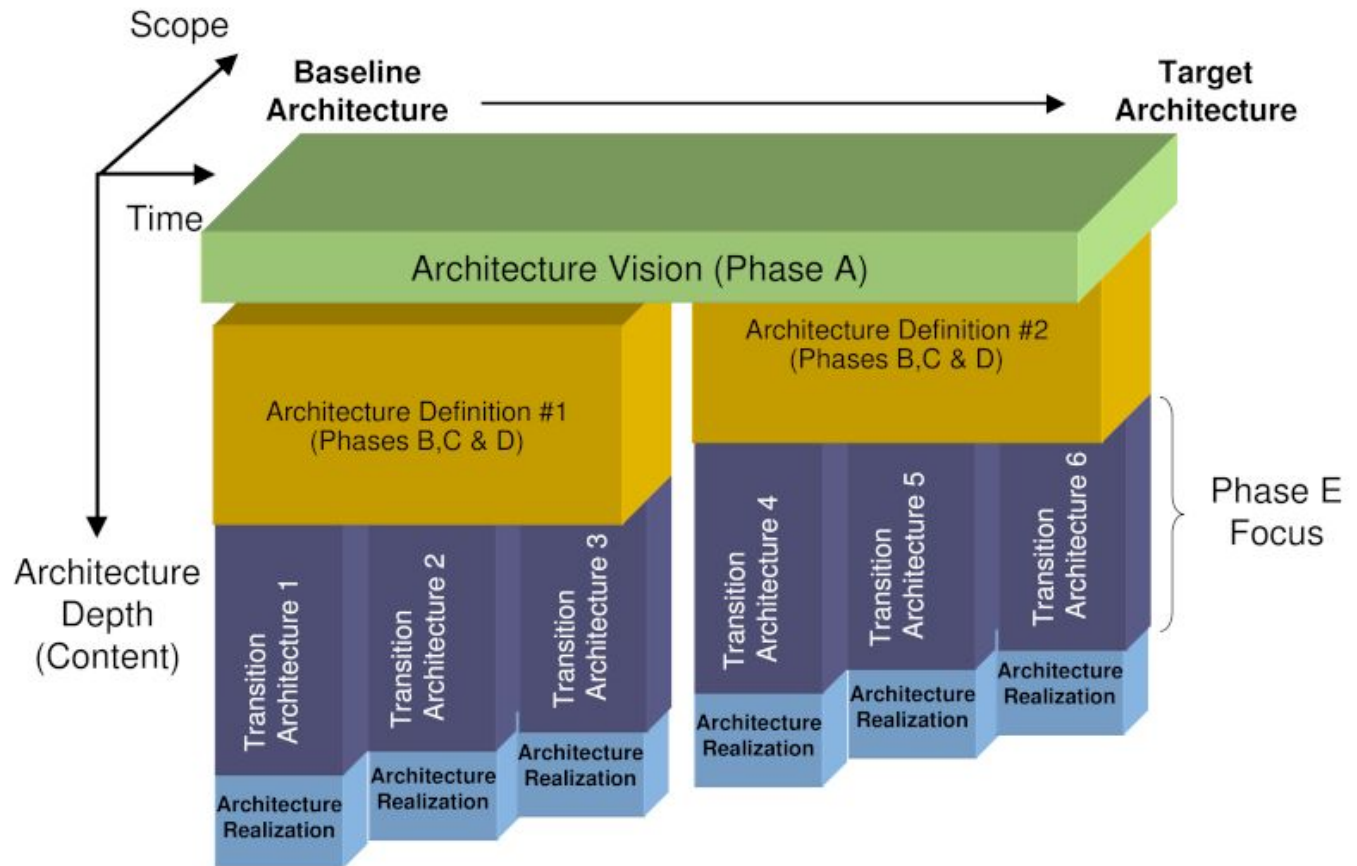 Scope
Baseline
Architecture
Target
Architecture
Time
Architecture Vision (Phase A)
Architecture Definition #1
(Phases B,C & D)
Architecture Definition #2
(Phases B,C & D)
Architecture
Depth
(Content)
Transition
Architecture 1
Transition
Architecture 2
Transition
Architecture 3
Transition
Architecture 4
Transition
Architecture 5
Transition
Architecture 6
Phase E
Focus
Architecture
Realization
Architecture
Realization
Architecture
Realization
Architecture
Realization
Architecture
Realization
Architecture
Realization